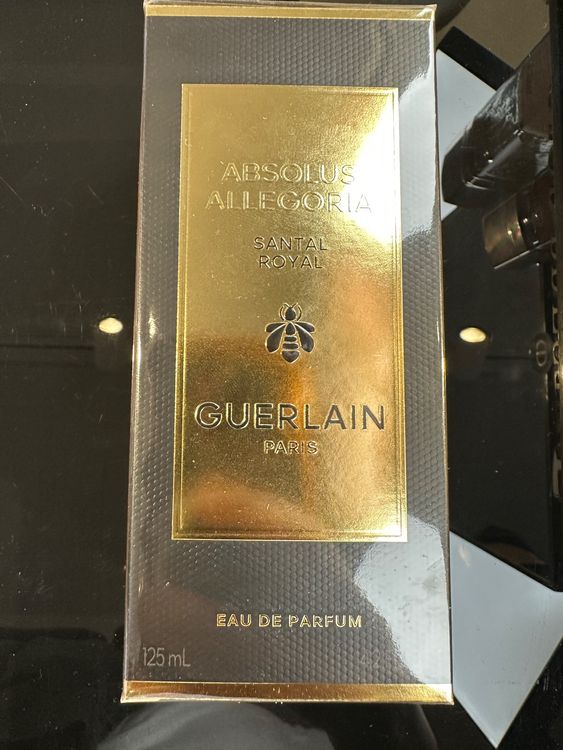 ABSOLUS
ALLEGORIA
SANTAL
ROYAL
GUERLAIN
PARIS
EAU DE PARFUM
125 mL